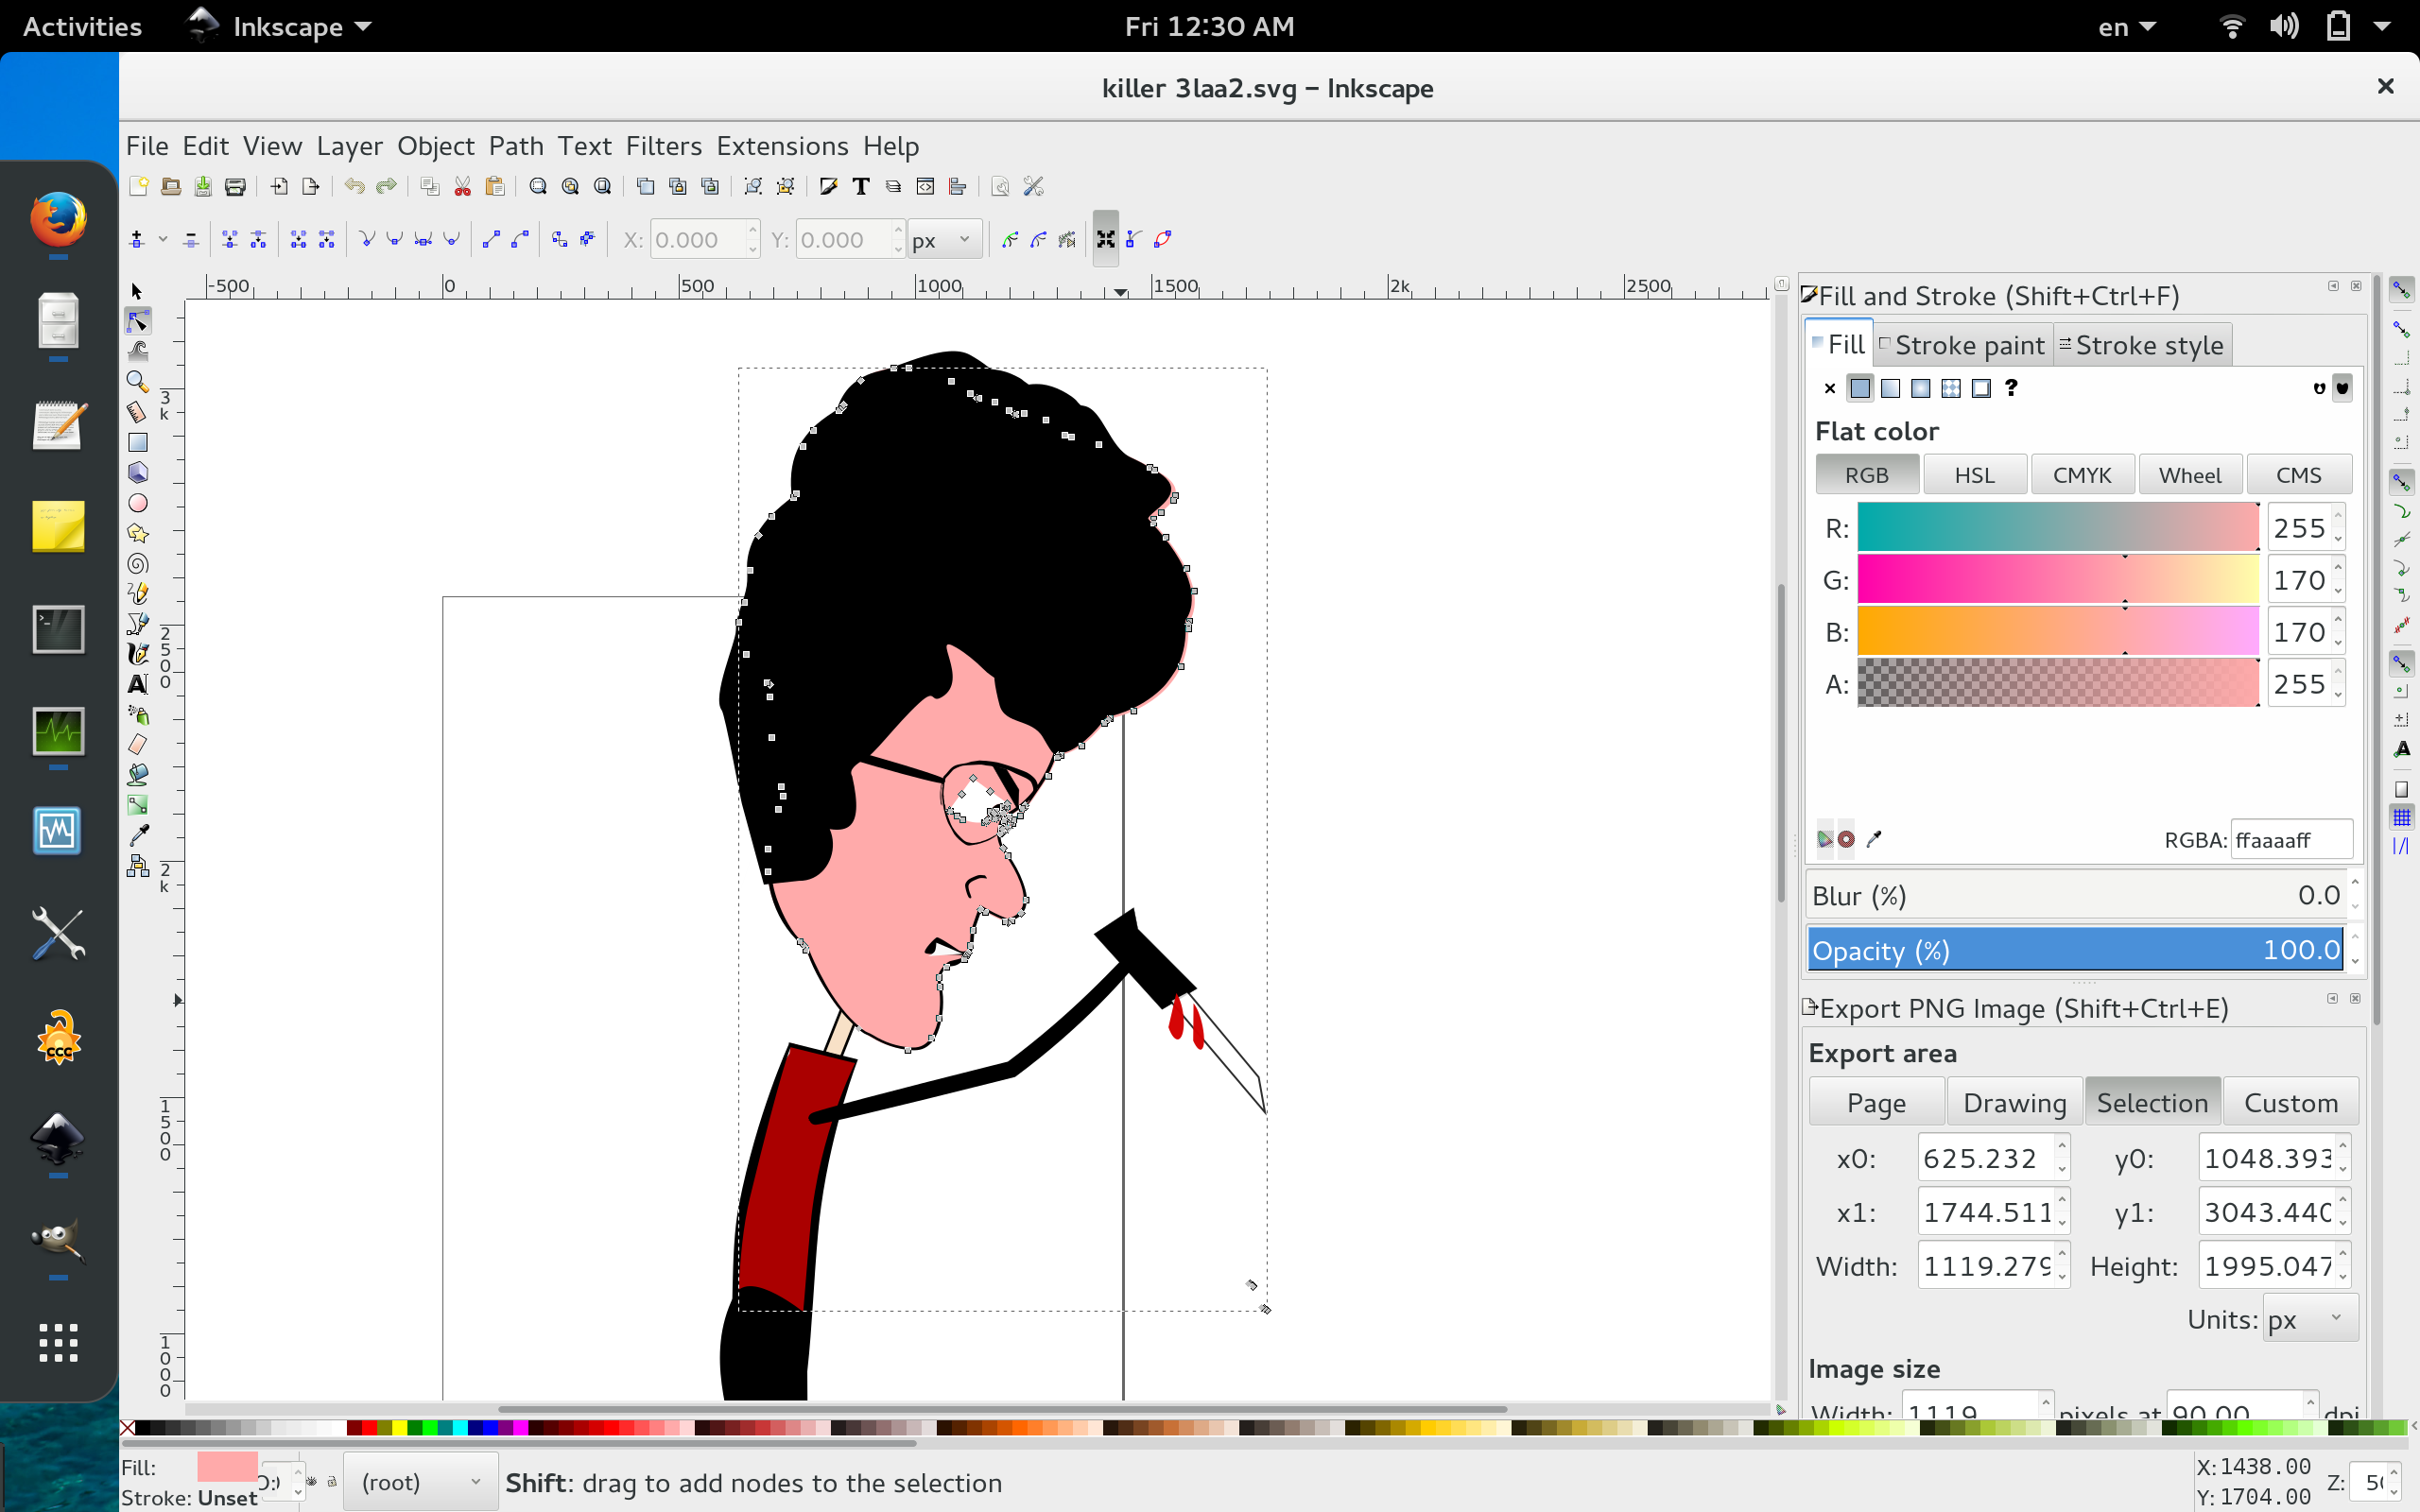 Activities Inkscape Fri 12:30 AM en
killer 3laa2.svg - Inkscape
File Edit View Layer Object Path Text Filters Extensions Help
X: 0.000 Y: 0.000 px
-500 0 500 1000 1500 2k 2500
3k
2500
2k
1500
1000
Fill and Stroke (Shift+Ctrl+F)
Fill Stroke paint Stroke style
Flat color
RGB HSL CMYK Wheel CMS
R: 255
G: 170
B: 170
A: 255
RGBA: ffaaaaff
Blur (%) 0.0
Opacity (%) 100.0
Export PNG Image (Shift+Ctrl+E)
Export area
Page Drawing Selection Custom
x0: 625.232 y0: 1048.393
x1: 1744.511 y1: 3043.440
Width: 1119.279 Height: 1995.047
Units: px
Image size
Width: 1119 pixels at 90.00 dpi
ccc
Fill:
Stroke: Unset
(root) Shift: drag to add nodes to the selection
X: 1438.00
Y: 1704.00
Z: